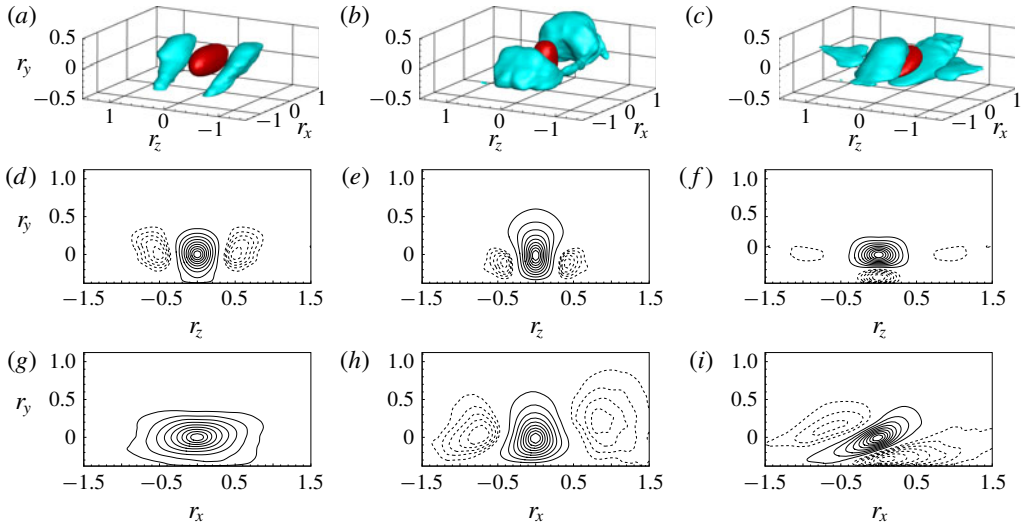 (a) (b) (c)
0.5 0.5 0.5
r_y 0 0 0
−0.5 1 −0.5 1 −0.5 1
1 0 −1 −1 0 1 0 −1 −1 0 1 0 −1 −1 0
r_z r_x r_z r_x r_z r_x
(d) (e) (f)
1.0 1.0 1.0
r_y 0.5 0.5 0.5
0 0 0
−1.5 −0.5 0.5 1.5 −1.5 −0.5 0.5 1.5 −1.5 −0.5 0.5 1.5
r_z r_z r_z
(g) (h) (i)
1.0 1.0 1.0
r_y 0.5 0.5 0.5
0 0 0
−1.5 −0.5 0.5 1.5 −1.5 −0.5 0.5 1.5 −1.5 −0.5 0.5 1.5
r_x r_x r_x